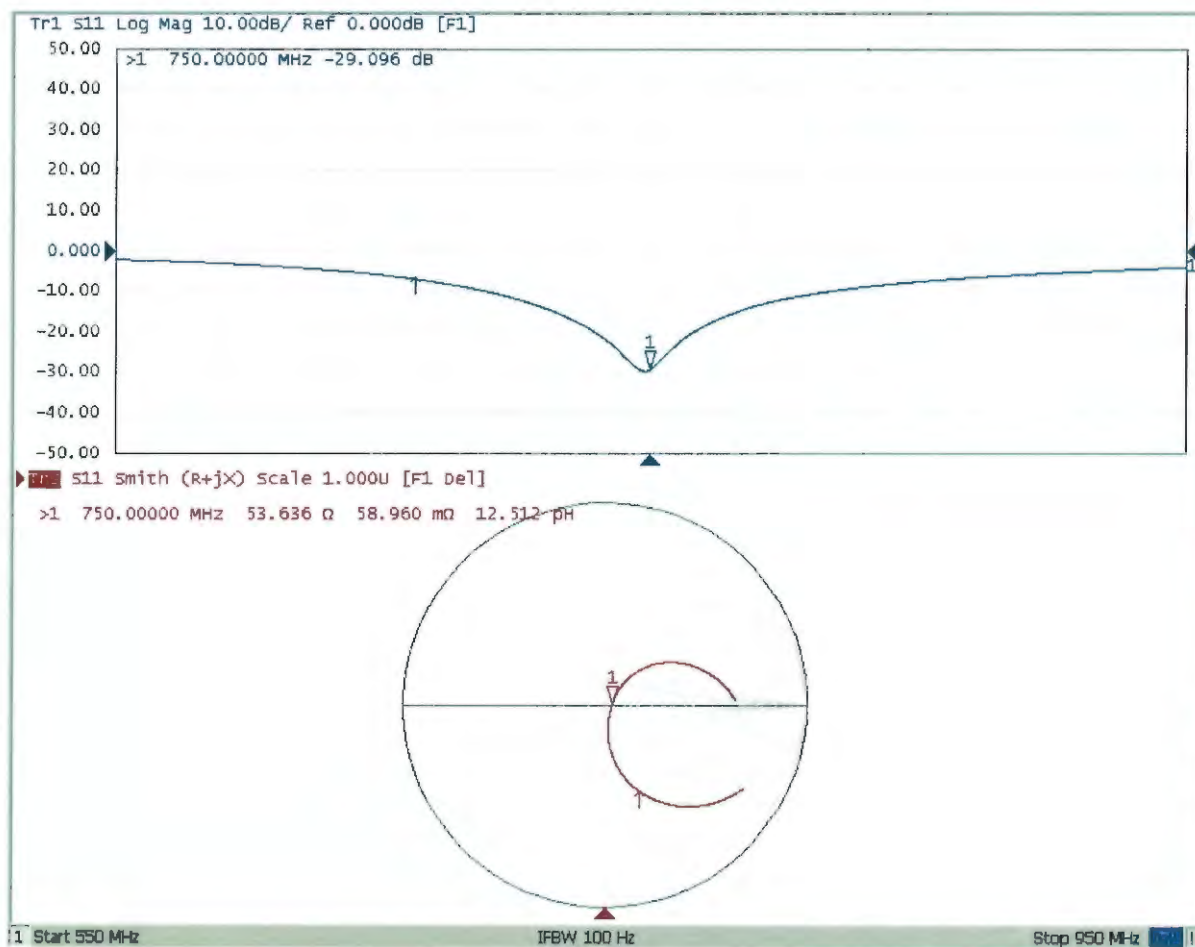 Tr1 S11 Log Mag 10.00dB/ Ref 0.000dB [F1]
50.00
>1 750.00000 MHz -29.096 dB
40.00
30.00
20.00
10.00
0.000
1
-10.00
-20.00
1
-30.00
-40.00
-50.00
S11 Smith (R+jX) Scale 1.000U [F1 Del]
>1 750.00000 MHz 53.636 Ω 58.960 mΩ 12.512 pH
1
1 Start 550 MHz IFBW 100 Hz Stop 950 MHz